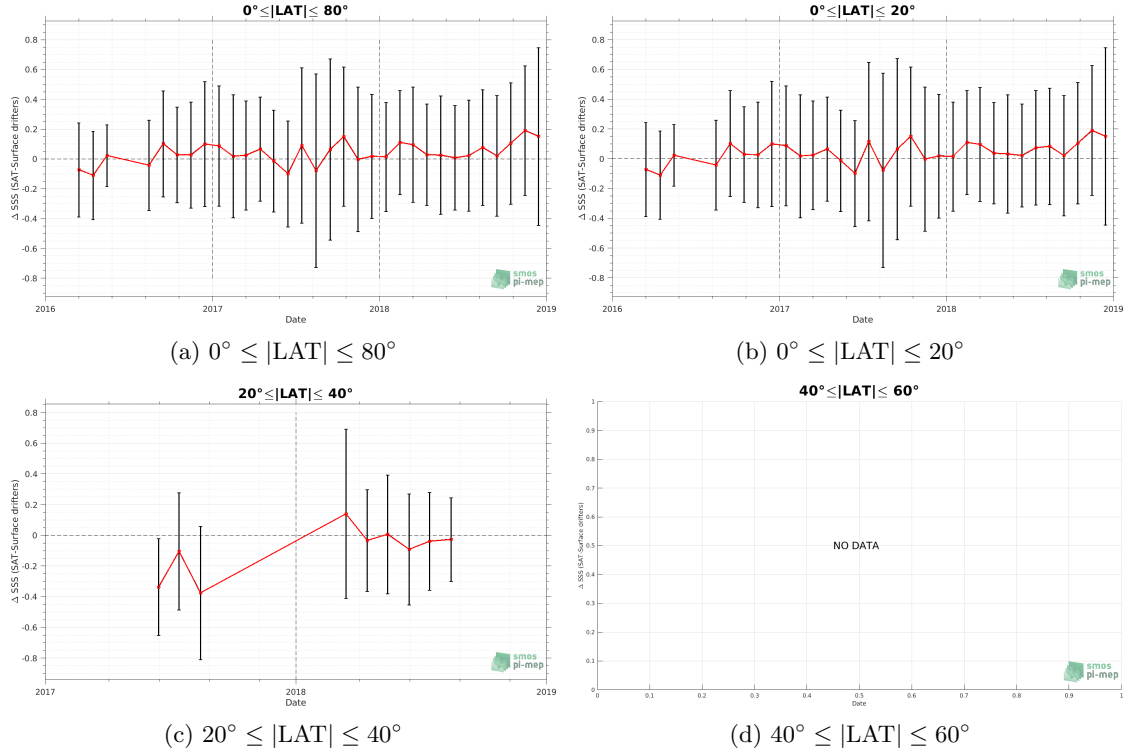 0°≤|LAT|≤ 80°
Δ SSS (SAT-Surface drifters)
0.8
0.6
0.4
0.2
0
-0.2
-0.4
-0.6
-0.8
2016
2017
2018
2019
Date
smos
pi-mep
(a) 0° ≤ |LAT| ≤ 80°
0°≤|LAT|≤ 20°
Δ SSS (SAT-Surface drifters)
0.8
0.6
0.4
0.2
0
-0.2
-0.4
-0.6
-0.8
2016
2017
2018
2019
Date
smos
pi-mep
(b) 0° ≤ |LAT| ≤ 20°
20°≤|LAT|≤ 40°
Δ SSS (SAT-Surface drifters)
0.8
0.6
0.4
0.2
0
-0.2
-0.4
-0.6
-0.8
2017
2018
2019
Date
smos
pi-mep
(c) 20° ≤ |LAT| ≤ 40°
40°≤|LAT|≤ 60°
Δ SSS (SAT-Surface drifters)
1
0.9
0.8
0.7
0.6
0.5
0.4
0.3
0.2
0.1
0
NO DATA
0
0.1
0.2
0.3
0.4
0.5
0.6
0.7
0.8
0.9
1
Date
smos
pi-mep
(d) 40° ≤ |LAT| ≤ 60°